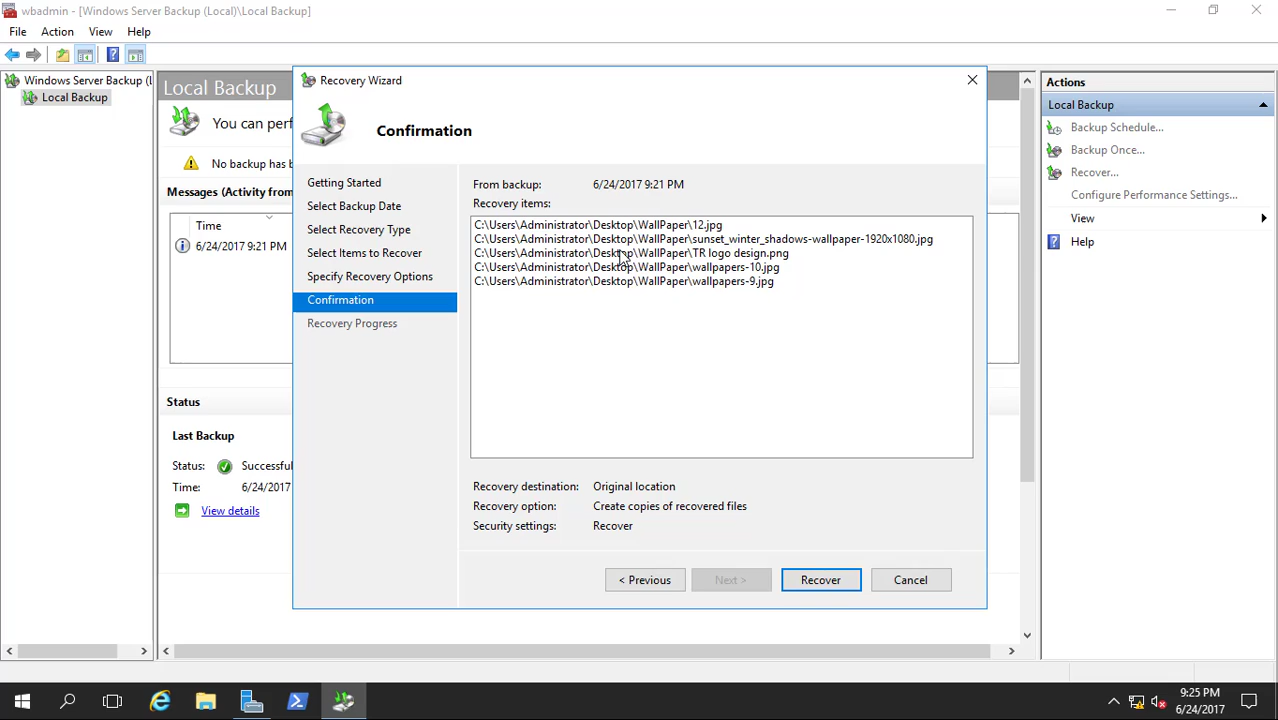 wbadmin - [Windows Server Backup (Local)\Local Backup]
File Action View Help
Windows Server Backup (L
Local Backup
Local Backup
You can perf
No backup has b
Messages (Activity from
Time
6/24/2017 9:21 PM
Status
Last Backup
Status: Successful
Time: 6/24/2017
View details
Recovery Wizard
Confirmation
Getting Started
Select Backup Date
Select Recovery Type
Select Items to Recover
Specify Recovery Options
Confirmation
Recovery Progress
From backup: 6/24/2017 9:21 PM
Recovery items:
C:\Users\Administrator\Desktop\WallPaper\12.jpg
C:\Users\Administrator\Desktop\WallPaper\sunset_winter_shadows-wallpaper-1920x1080.jpg
C:\Users\Administrator\Desktop\WallPaper\TR logo design.png
C:\Users\Administrator\Desktop\WallPaper\wallpapers-10.jpg
C:\Users\Administrator\Desktop\WallPaper\wallpapers-9.jpg
Recovery destination: Original location
Recovery option: Create copies of recovered files
Security settings: Recover
< Previous Next > Recover Cancel
Actions
Local Backup
Backup Schedule...
Backup Once...
Recover...
Configure Performance Settings...
View
Help
9:25 PM
6/24/2017